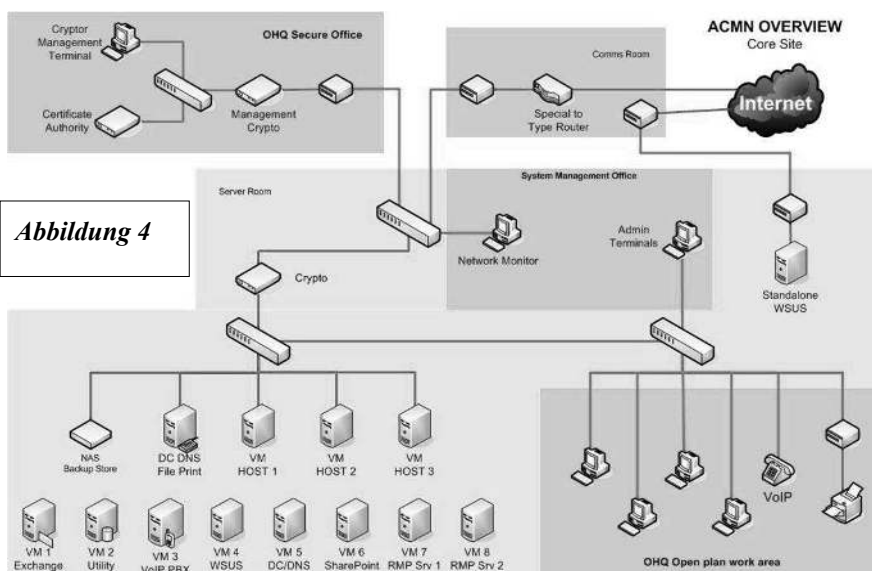 ACMN OVERVIEW
Core Site
OHQ Secure Office
Cryptor
Management
Terminal
Certificate
Authority
Management
Crypto
Comms Room
Special to
Type Router
Internet
Abbildung 4
Server Room
System Management Office
Network Monitor
Admin
Terminals
Crypto
Standalone
WSUS
NAS
Backup Store
DC DNS
File Print
VM
HOST 1
VM
HOST 2
VM
HOST 3
VoIP
VM 1
Exchange
VM 2
Utility
VM 3
VoIP PBX
VM 4
WSUS
VM 5
DC/DNS
VM 6
SharePoint
VM 7
RMP Srv 1
VM 8
RMP Srv 2
OHQ Open plan work area